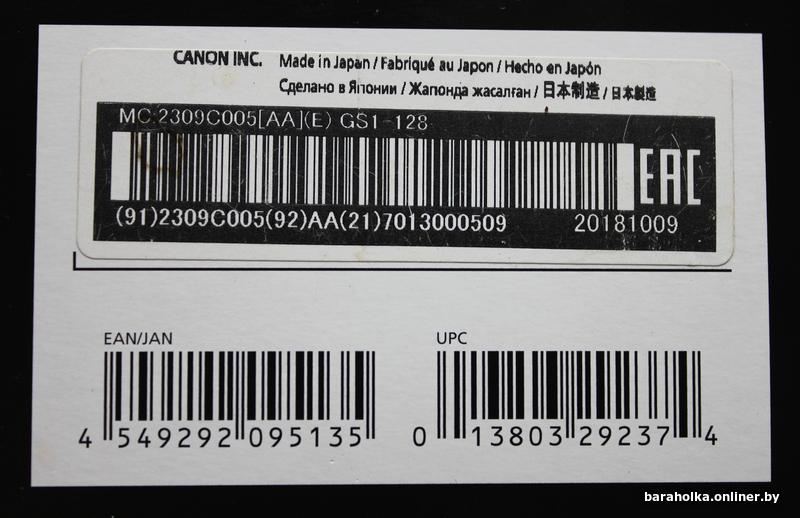 CANON INC. Made in Japan / Fabriqué au Japon / Hecho en Japón
Сделано в Японии / Жапонда жасалған / 日本制造 / 日本製造
MC:2309C005[AA](E) GS1-128
EAC
(91)2309C005(92)AA(21)7013000509 20181009
EAN/JAN UPC
4 549292 095135 0 13803 29237 4
baraholka.onliner.by